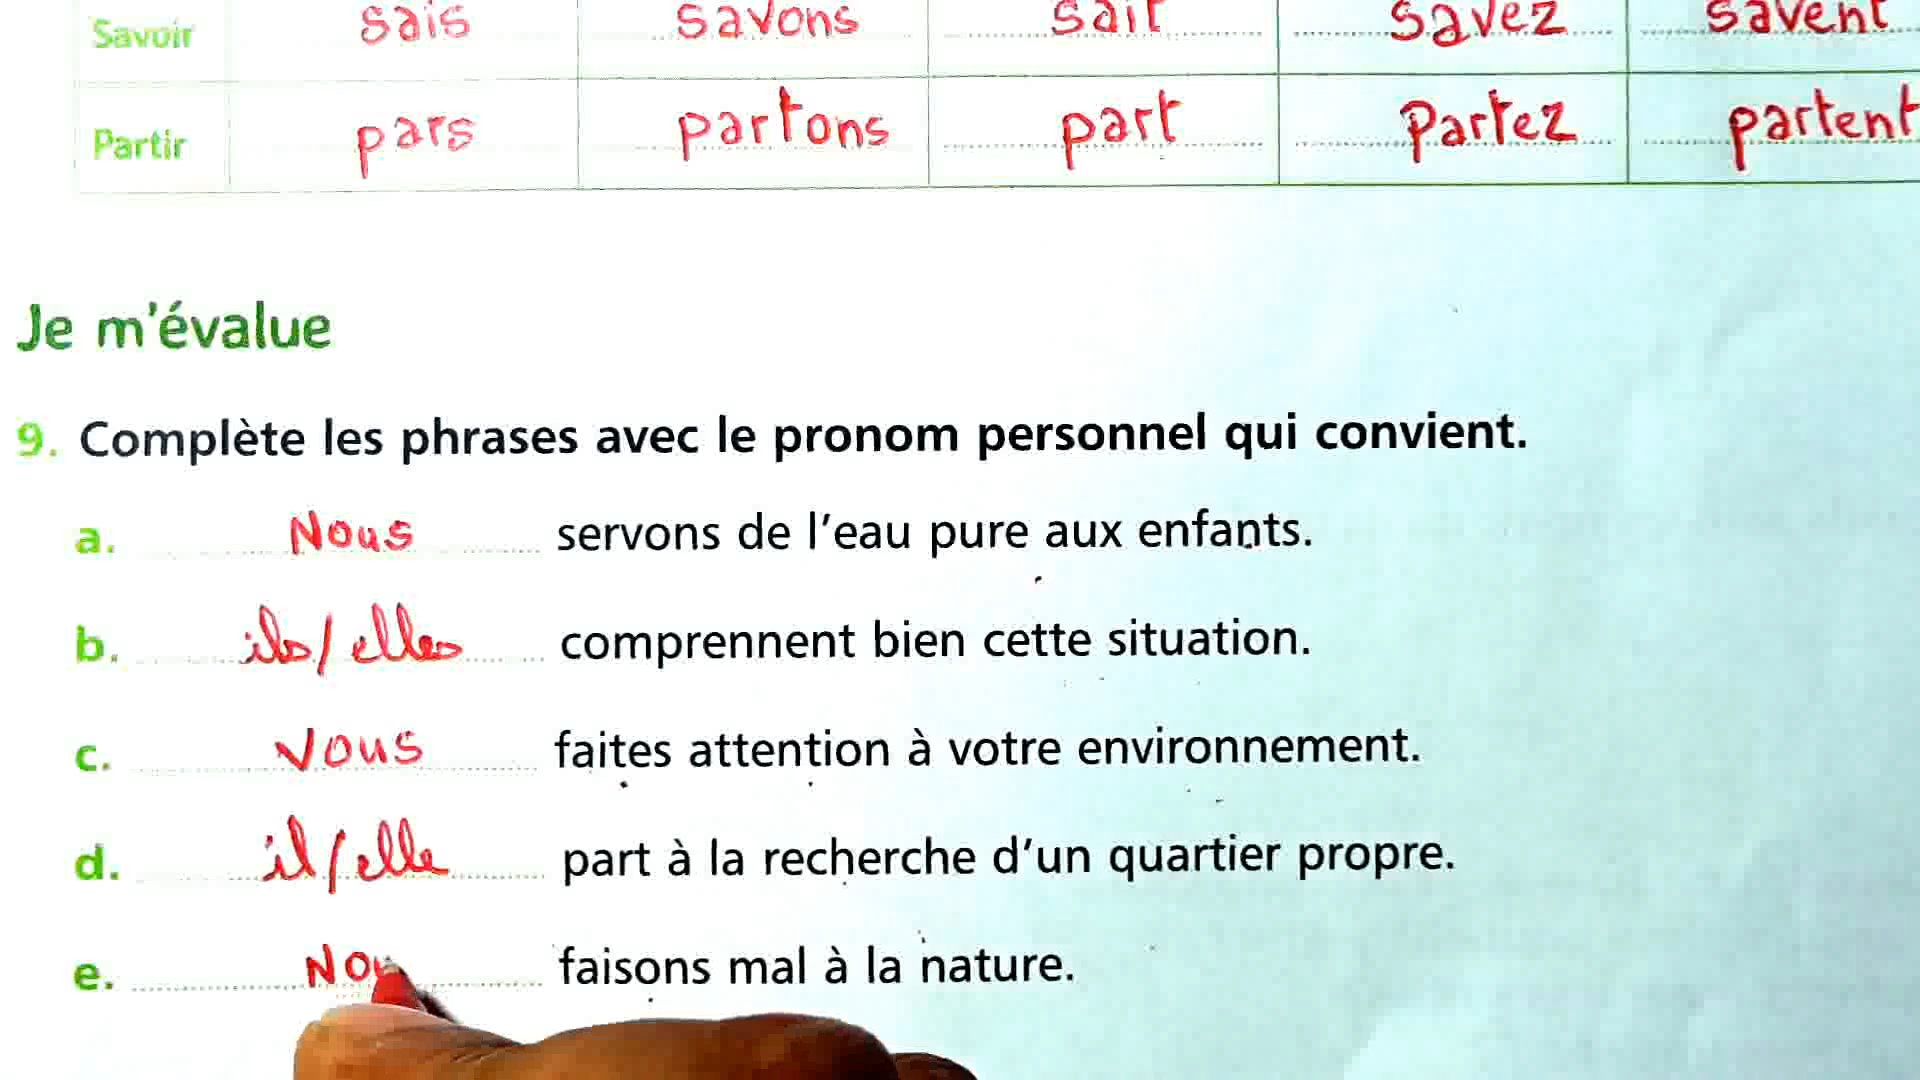 Savoir sais savons sait savez savent
Partir pars partons part Partez partent
Je m'évalue
9. Complète les phrases avec le pronom personnel qui convient.
a. Nous servons de l'eau pure aux enfants.
b. ils/elles comprennent bien cette situation.
c. Vous faites attention à votre environnement.
d. il/elle part à la recherche d'un quartier propre.
e. Nou faisons mal à la nature.